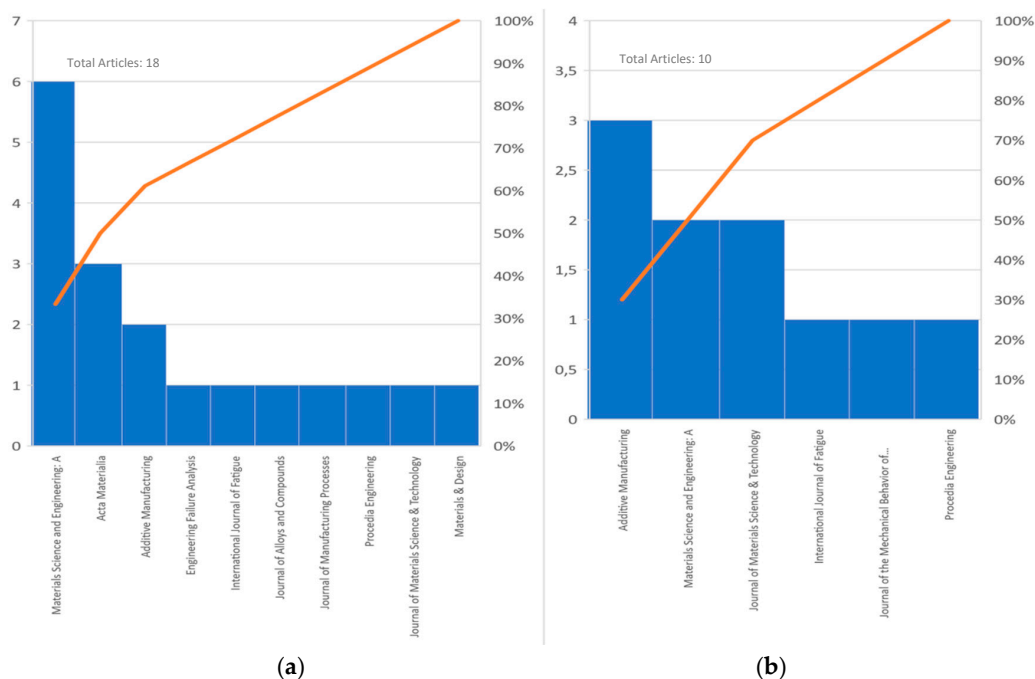 7
6
5
4
3
2
1
0
Total Articles: 18
100%
90%
80%
70%
60%
50%
40%
30%
20%
10%
0%
Materials Science and Engineering: A
Acta Materialia
Additive Manufacturing
Engineering Failure Analysis
International Journal of Fatigue
Journal of Alloys and Compounds
Journal of Manufacturing Processes
Procedia Engineering
Journal of Materials Science & Technology
Materials & Design
(a)
4
3,5
3
2,5
2
1,5
1
0,5
0
Total Articles: 10
100%
90%
80%
70%
60%
50%
40%
30%
20%
10%
0%
Additive Manufacturing
Materials Science and Engineering: A
Journal of Materials Science & Technology
International Journal of Fatigue
Journal of the Mechanical Behavior of...
Procedia Engineering
(b)